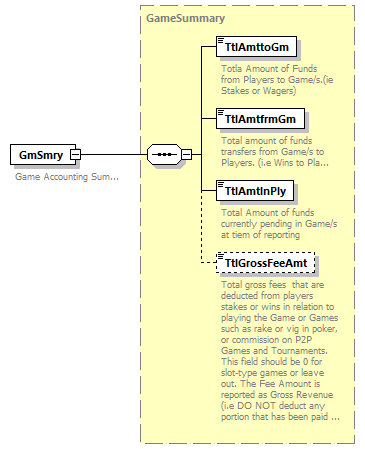 GameSummary
TtlAmttoGm
Totla Amount of Funds
from Players to Game/s.(ie
Stakes or Wagers)
TtlAmtfrmGm
Total amount of funds
transfers from Game/s to
Players. (i.e Wins to Pla...
GmSmry
Game Accounting Sum...
TtlAmtInPly
Total Amount of funds
currently pending in Game/s
at tiem of reporting
TtlGrossFeeAmt
Total gross fees  that are
deducted from players
stakes or wins in relation to
playing the Game or Games
such as rake or vig in poker,
or commission on P2P
Games and Tournaments.
This field should be 0 for
slot-type games or leave
out. The Fee Amount is
reported as Gross Revenue
(i.e DO NOT deduct any
portion that has been paid ...